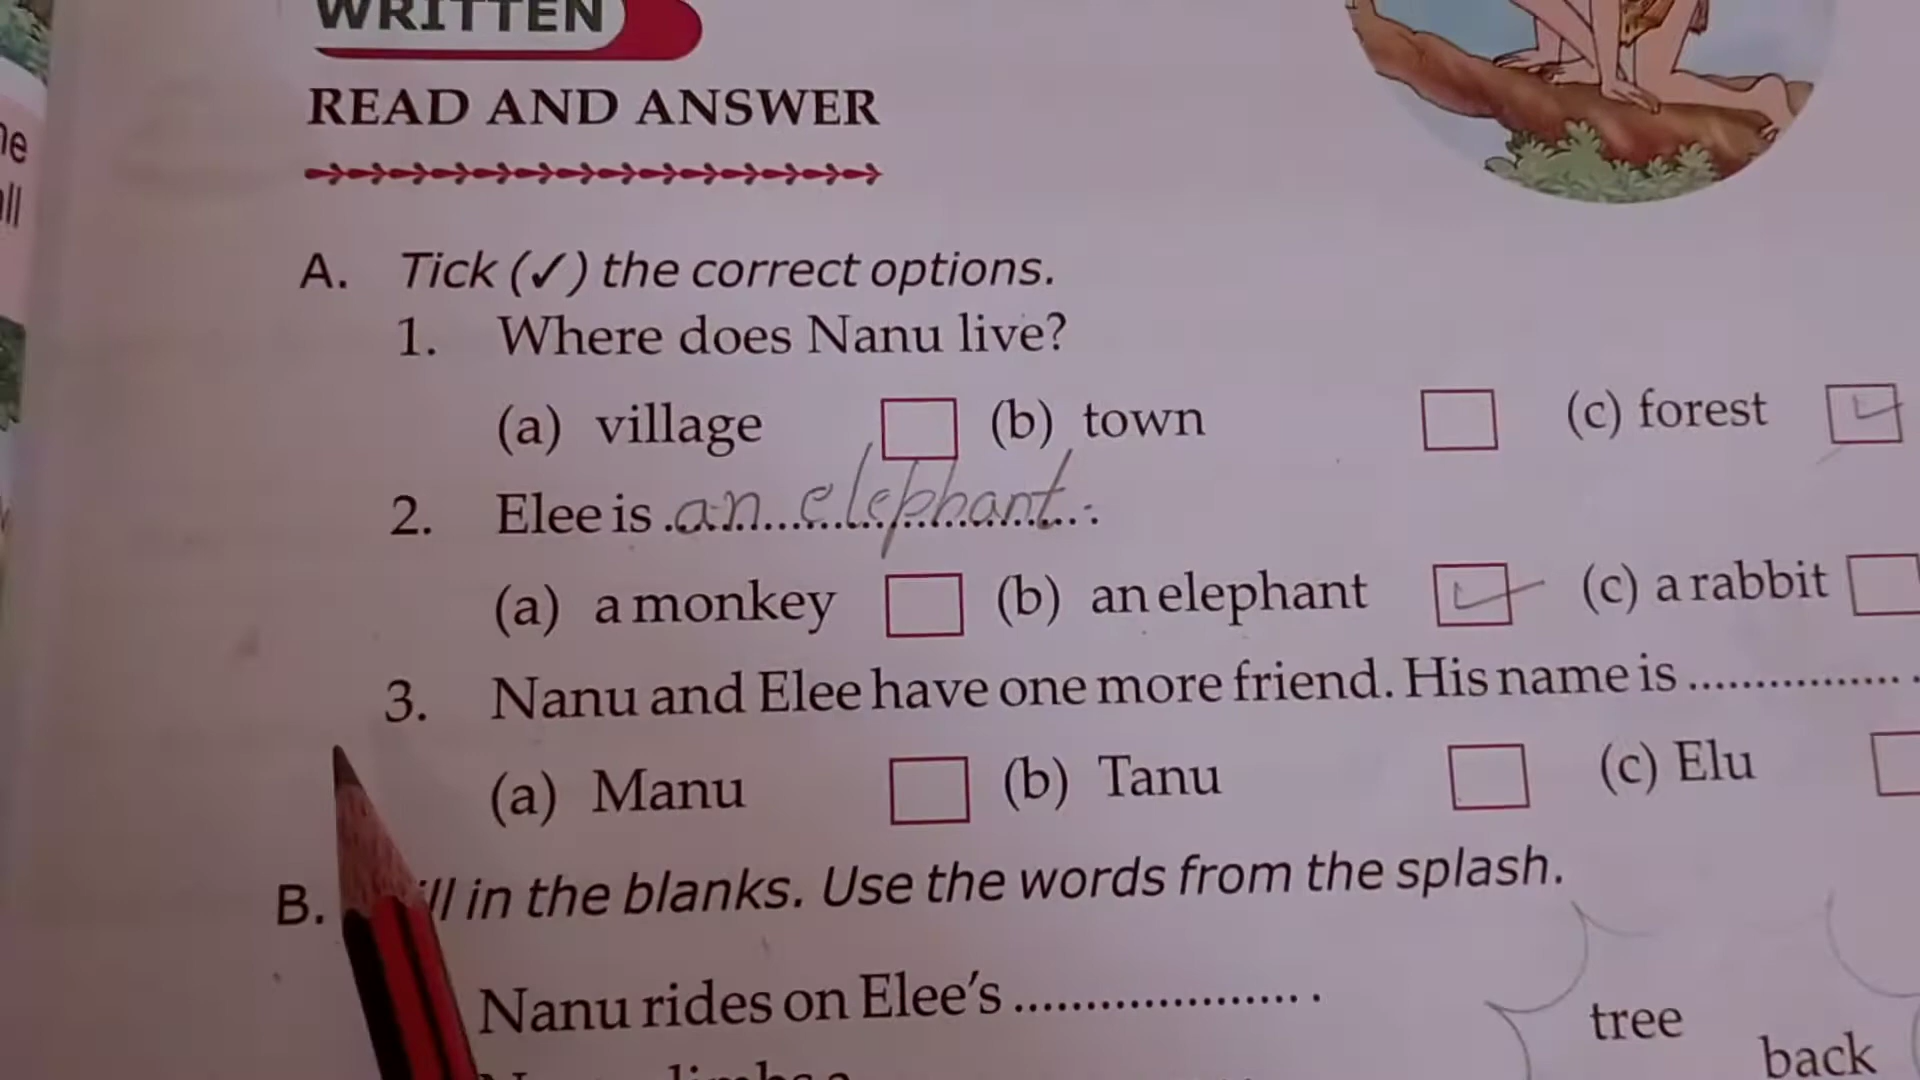 WRITTEN
READ AND ANSWER
A. Tick (✓) the correct options.
1. Where does Nanu live?
(a) village (b) town (c) forest
2. Elee is .an elephant.
(a) a monkey (b) an elephant (c) a rabbit
3. Nanu and Elee have one more friend. His name is ................
(a) Manu (b) Tanu (c) Elu
B. ill in the blanks. Use the words from the splash.
Nanu rides on Elee's .................... .
tree
back